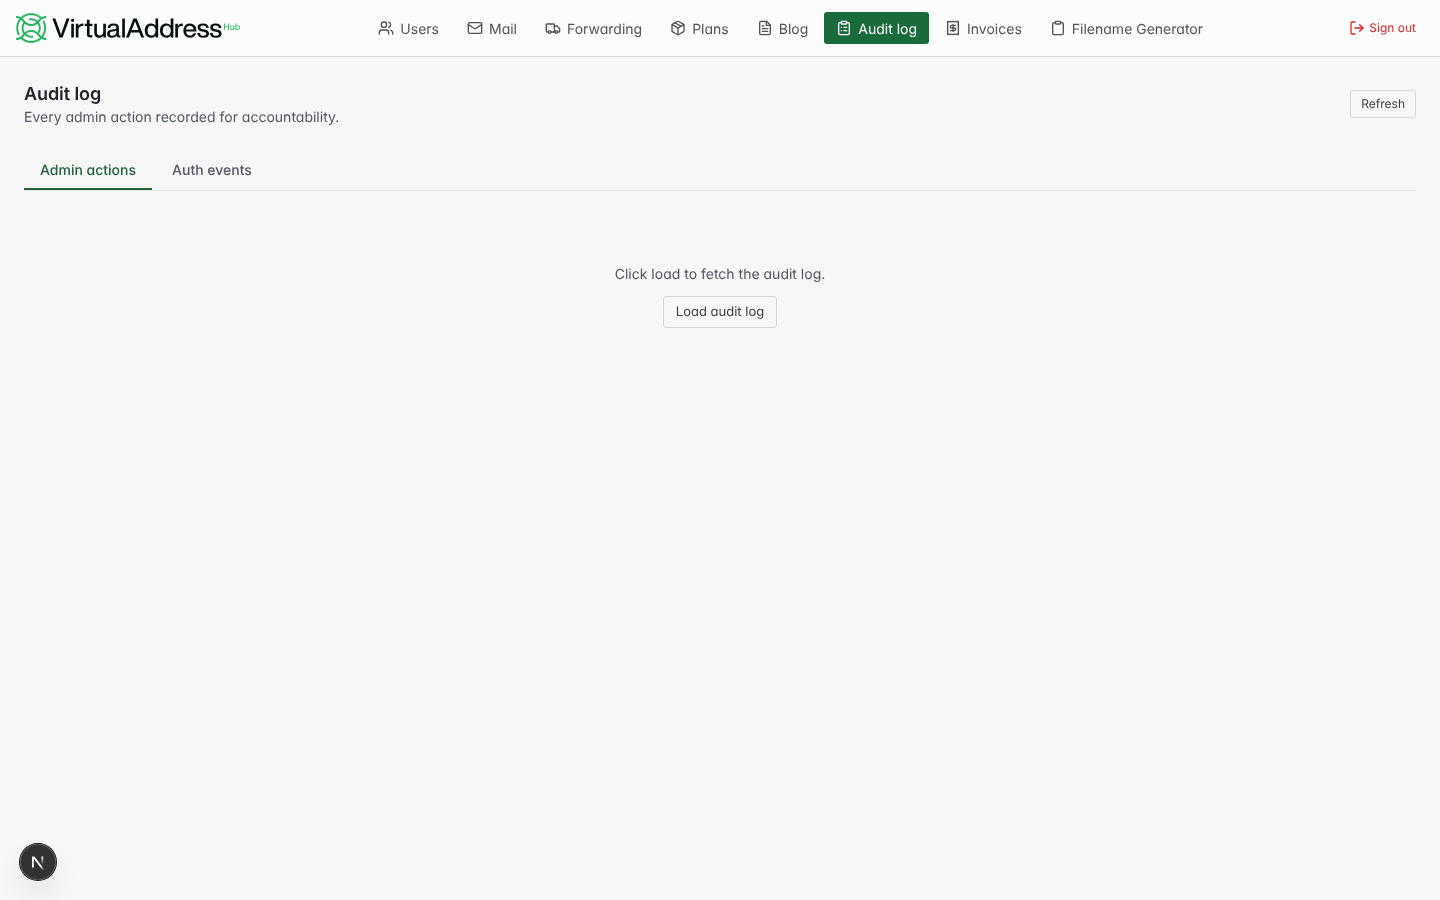 VirtualAddress Hub
Users
Mail
Forwarding
Plans
Blog
Audit log
Invoices
Filename Generator
Sign out
Audit log
Every admin action recorded for accountability.
Refresh
Admin actions
Auth events
Click load to fetch the audit log.
Load audit log
N